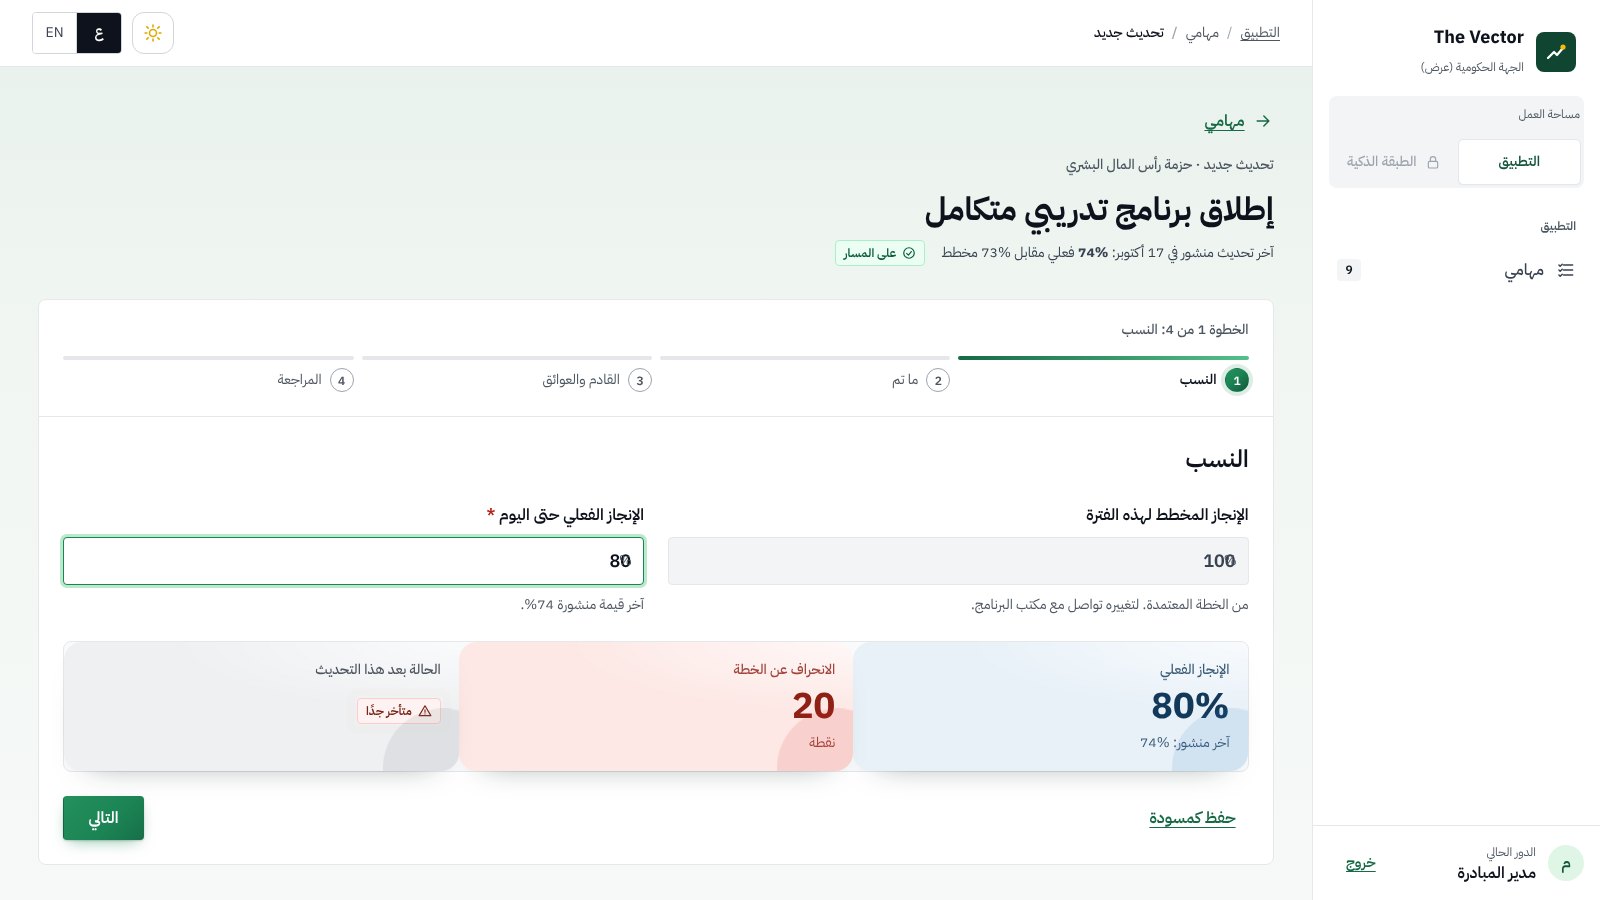 The Vector
الجهة الحكومية (عرض)
مساحة العمل
التطبيق
الطبقة الذكية
التطبيق
مهامي
9
الدور الحالي
مدير المبادرة
م
خروج
التطبيق / مهامي / تحديث جديد
ع
EN
مهامي
تحديث جديد · حزمة رأس المال البشري
إطلاق برنامج تدريبي متكامل
آخر تحديث منشور في 17 أكتوبر: 74% فعلي مقابل 73% مخطط
على المسار
الخطوة 1 من 4: النسب
1 النسب
2 ما تم
3 القادم والعوائق
4 المراجعة
النسب
الإنجاز المخطط لهذه الفترة
100
من الخطة المعتمدة. لتغييره تواصل مع مكتب البرنامج.
الإنجاز الفعلي حتى اليوم *
80
آخر قيمة منشورة 74%.
الإنجاز الفعلي
80%
آخر منشور: 74%
الانحراف عن الخطة
20
نقطة
الحالة بعد هذا التحديث
متأخر جدًا
حفظ كمسودة
التالي